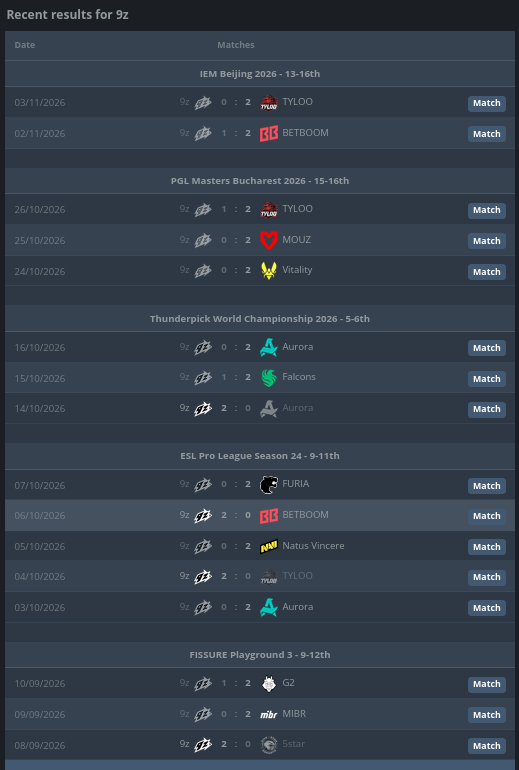 Recent results for 9z
Date Matches
IEM Beijing 2026 - 13-16th
03/11/2026 9z 0 : 2 TYLOO Match
02/11/2026 9z 1 : 2 BETBOOM Match
PGL Masters Bucharest 2026 - 15-16th
26/10/2026 9z 1 : 2 TYLOO Match
25/10/2026 9z 0 : 2 MOUZ Match
24/10/2026 9z 0 : 2 Vitality Match
Thunderpick World Championship 2026 - 5-6th
16/10/2026 9z 0 : 2 Aurora Match
15/10/2026 9z 1 : 2 Falcons Match
14/10/2026 9z 2 : 0 Aurora Match
ESL Pro League Season 24 - 9-11th
07/10/2026 9z 0 : 2 FURIA Match
06/10/2026 9z 2 : 0 BETBOOM Match
05/10/2026 9z 0 : 2 Natus Vincere Match
04/10/2026 9z 2 : 0 TYLOO Match
03/10/2026 9z 0 : 2 Aurora Match
FISSURE Playground 3 - 9-12th
10/09/2026 9z 1 : 2 G2 Match
09/09/2026 9z 0 : 2 MIBR Match
08/09/2026 9z 2 : 0 5star Match